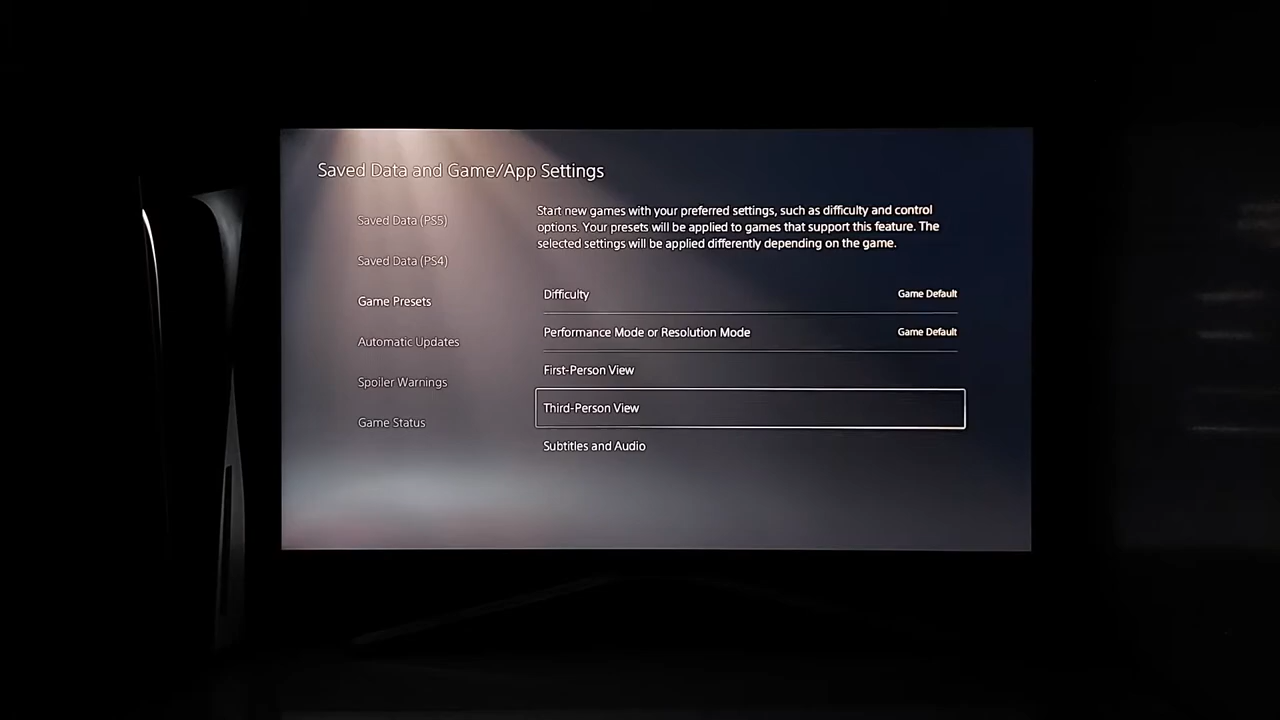 Saved Data and Game/App Settings
Saved Data (PS5)
Saved Data (PS4)
Game Presets
Automatic Updates
Spoiler Warnings
Game Status
Start new games with your preferred settings, such as difficulty and control
options. Your presets will be applied to games that support this feature. The
selected settings will be applied differently depending on the game.
Difficulty Game Default
Performance Mode or Resolution Mode Game Default
First-Person View
Third-Person View
Subtitles and Audio